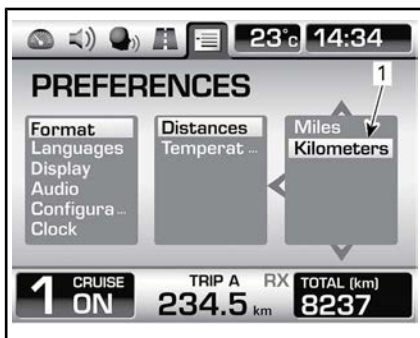 23°c 14:34
1
PREFERENCES
Format Distances Miles
Languages Temperat ... Kilometers
Display
Audio
Configura ...
Clock
1 CRUISE ON TRIP A 234.5 km RX TOTAL (km) 8237